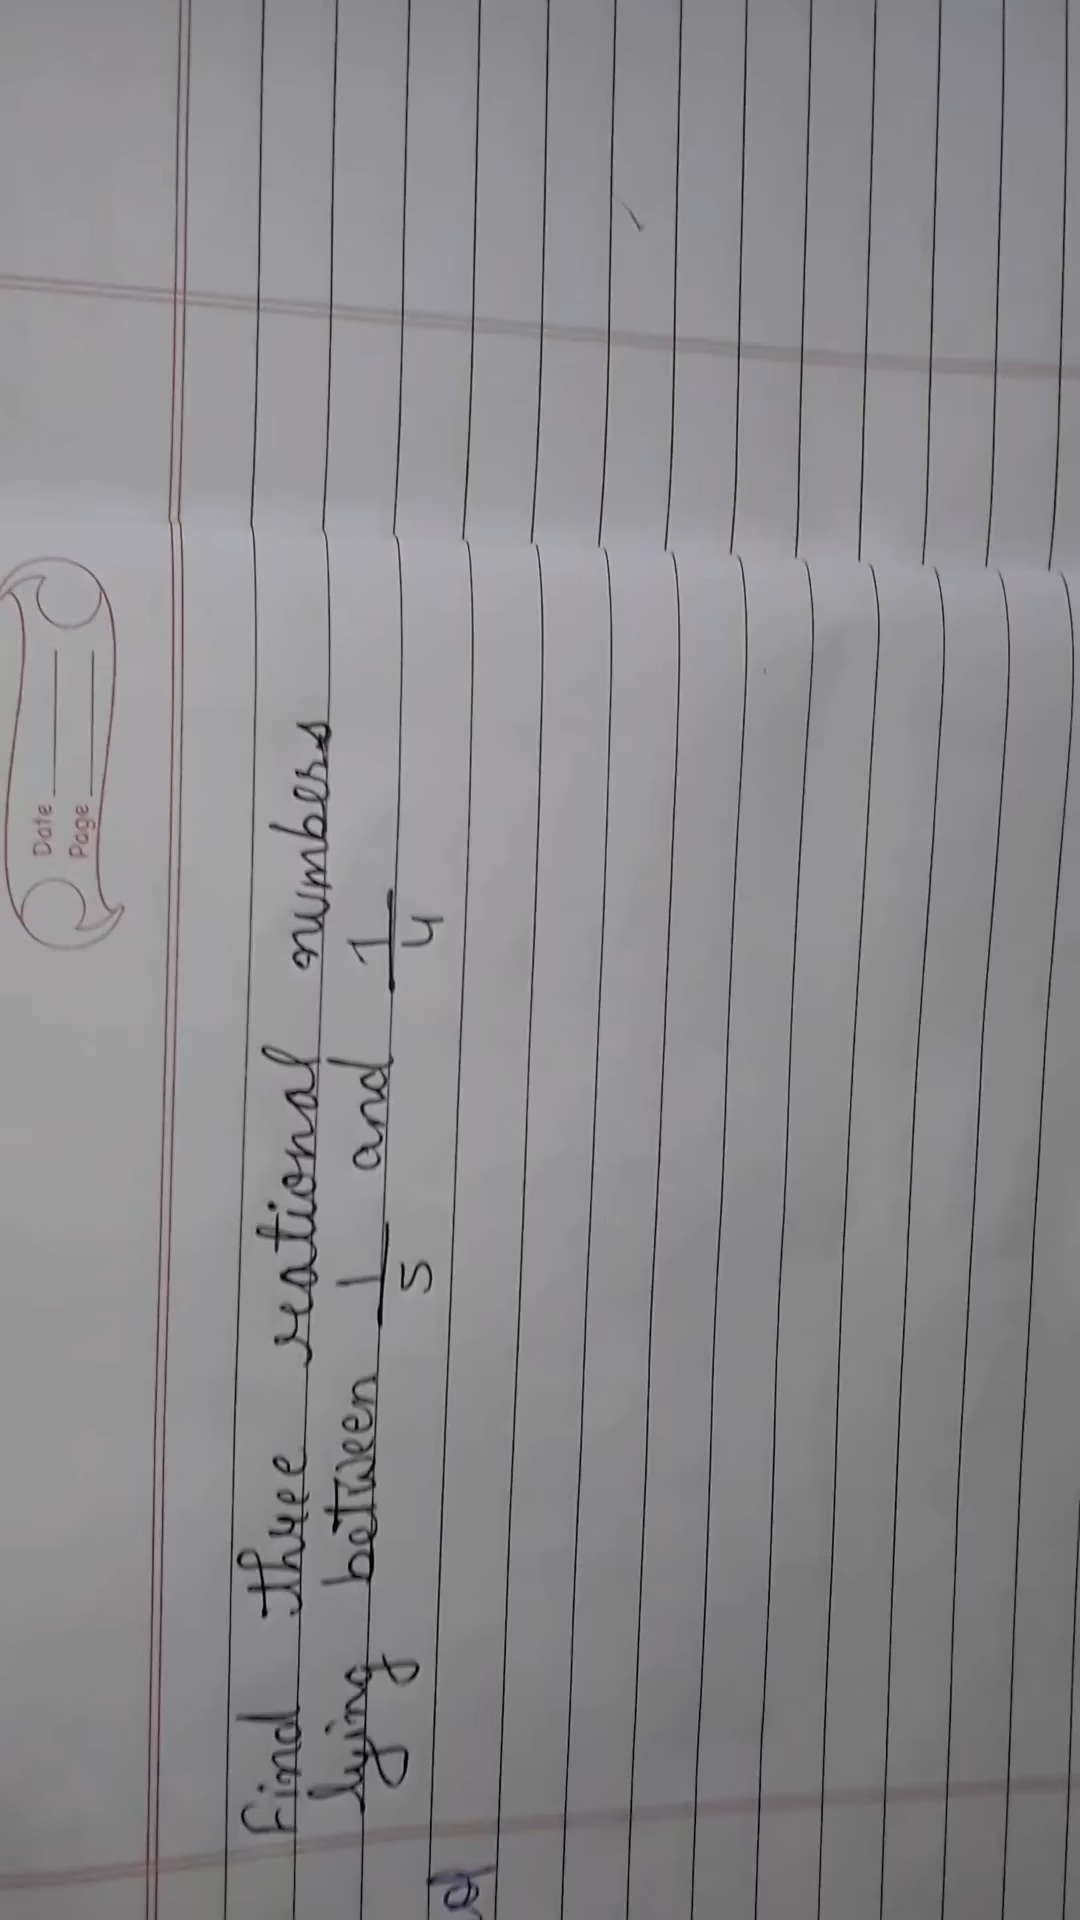 Date
Page
Find three rational numbers
lying between 1/5 and 1/4